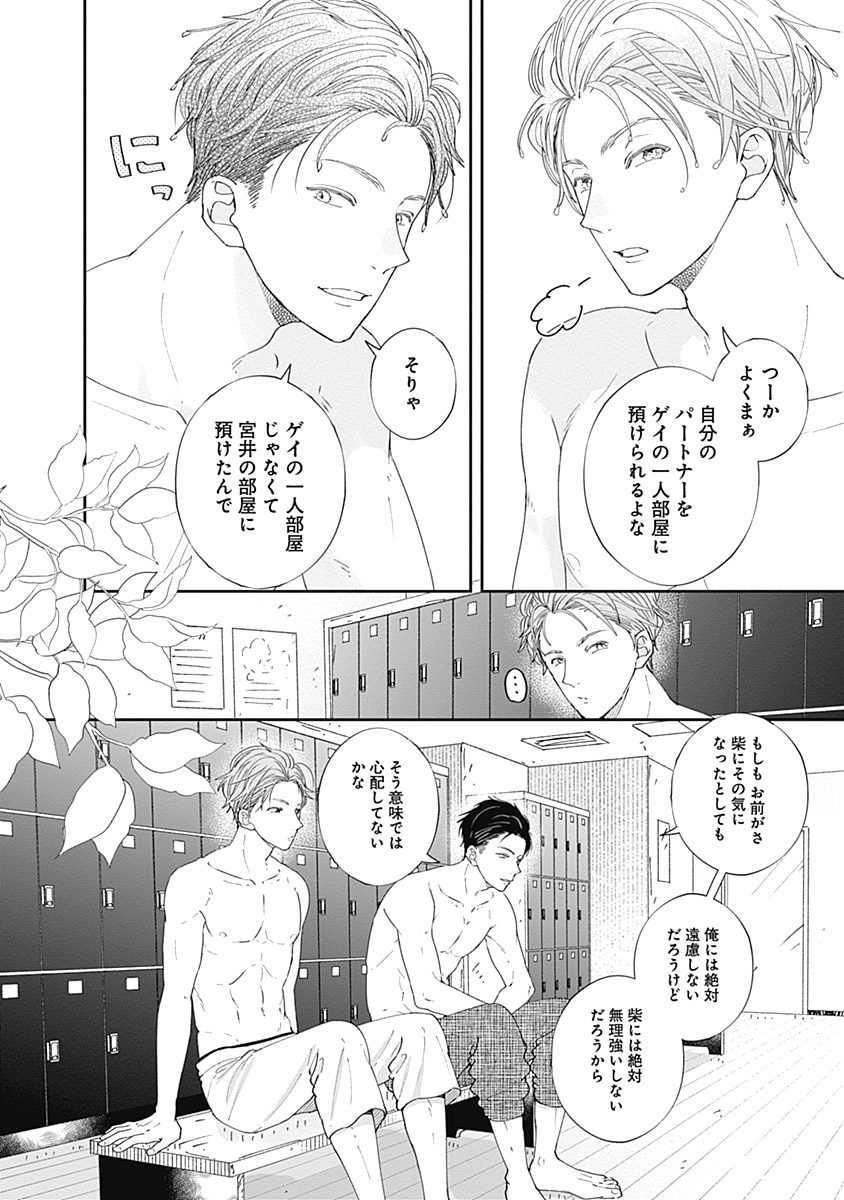 つーか
よくまぁ
自分の
パートナーを
ゲイの一人部屋に
預けられるよな
そりゃ
ゲイの一人部屋
じゃなくて
宮井の部屋に
預けたんで
にっ
…
もしも お前がさ
柴にその気に
なったとしても
俺には絶対
遠慮しない
だろうけど
柴には絶対
無理強いしない
だろうから
そう意味では
心配してない
かな